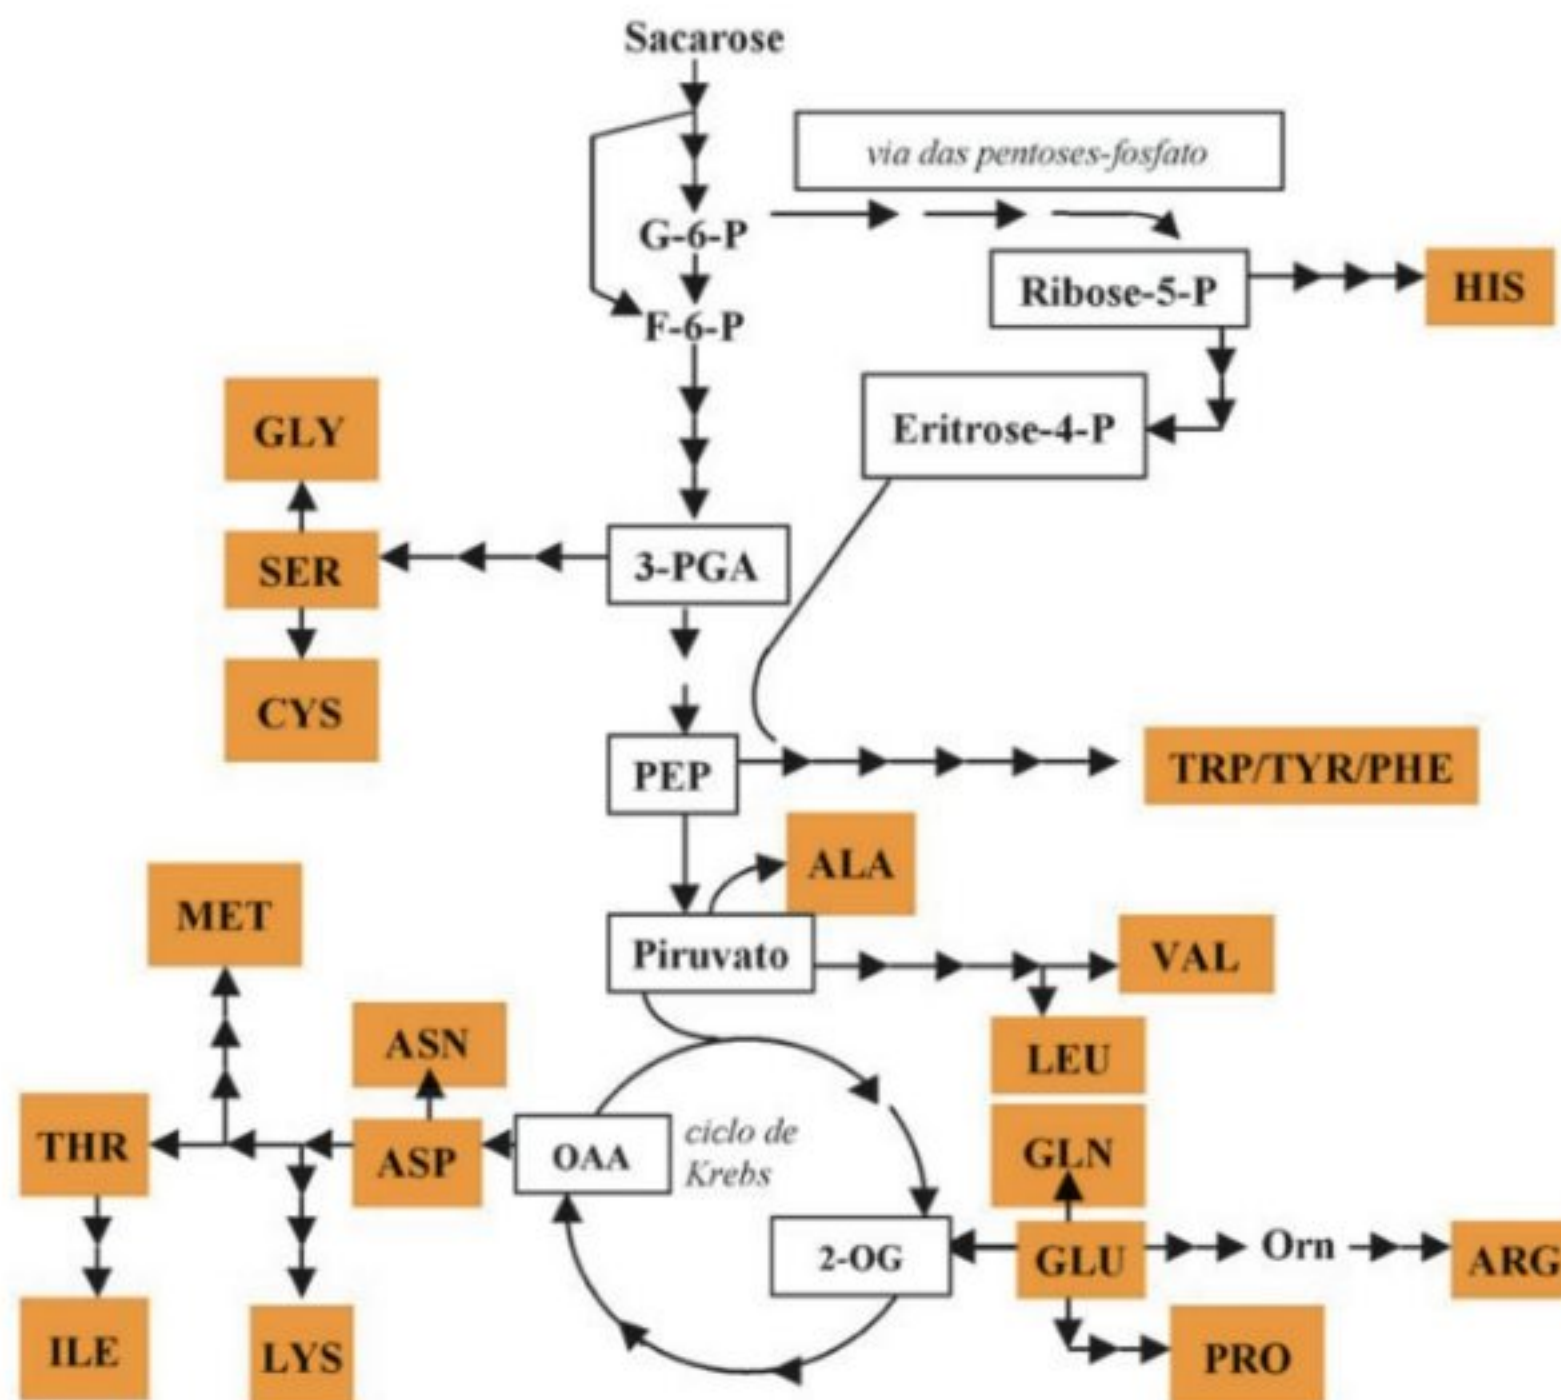 Sacarose
via das pentoses-fosfato
G-6-P
Ribose-5-P
HIS
F-6-P
GLY
Eritrose-4-P
SER
3-PGA
CYS
PEP
TRP/TYR/PHE
ALA
MET
Piruvato
VAL
ASN
LEU
THR
ASP
OAA
ciclo de
Krebs
GLN
2-OG
GLU
Orn
ARG
ILE
LYS
PRO